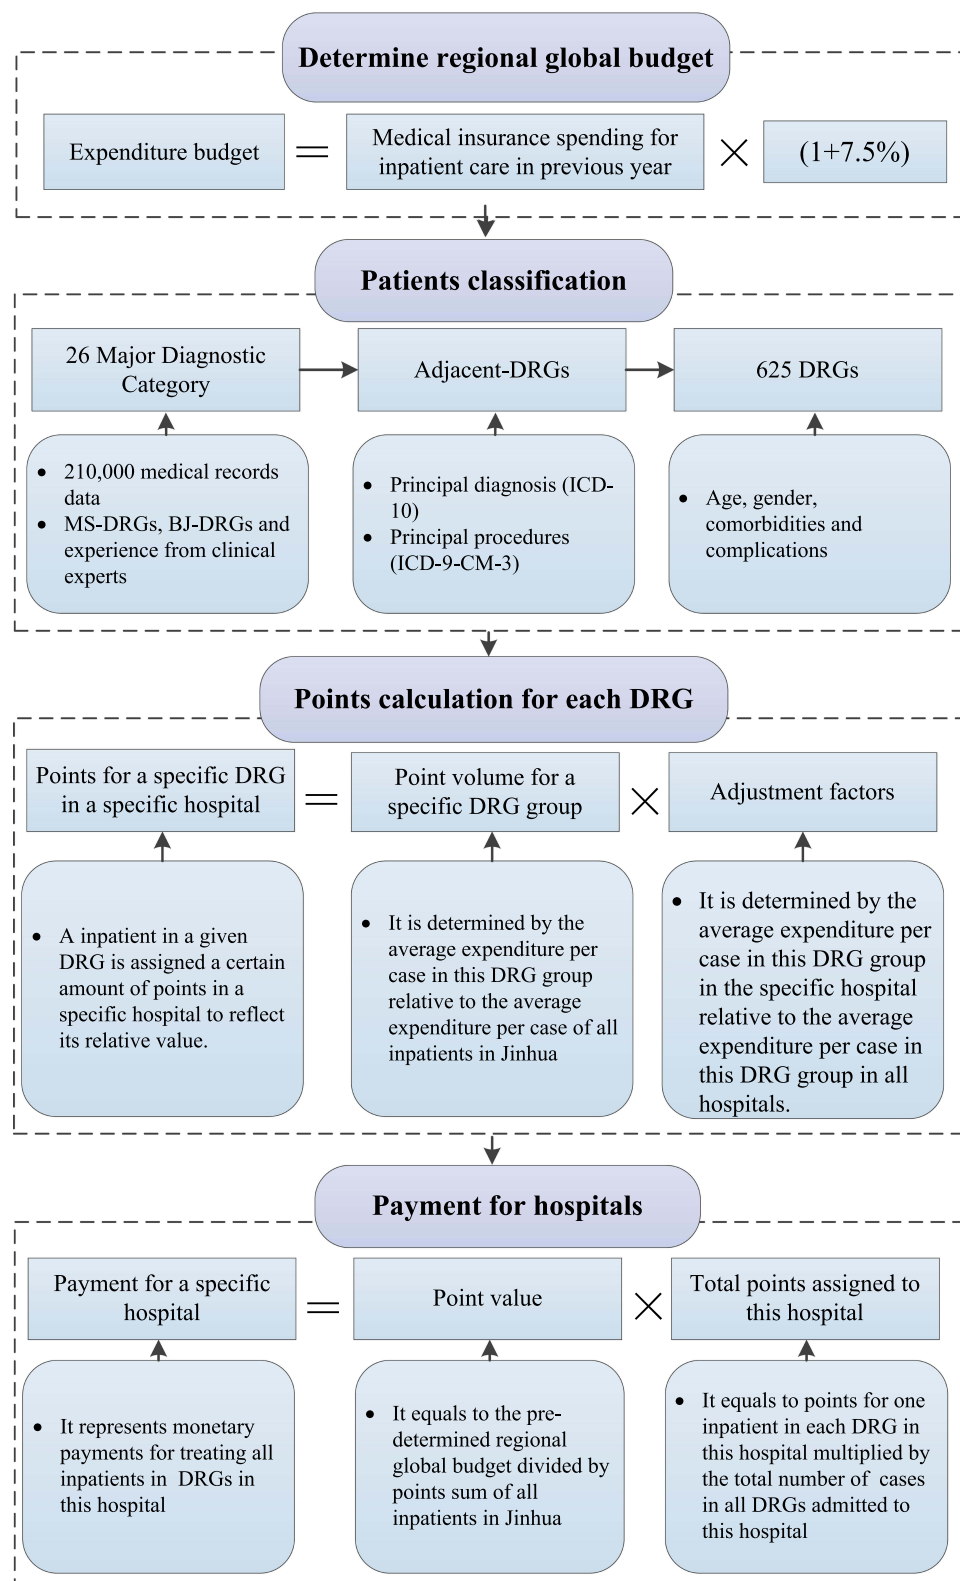 Determine regional global budget
Expenditure budget
=
Medical insurance spending for
inpatient care in previous year
×
(1+7.5%)
Patients classification
26 Major Diagnostic
Category
Adjacent-DRGs
625 DRGs
• 210,000 medical records
data
• MS-DRGs, BJ-DRGs and
experience from clinical
experts
• Principal diagnosis (ICD-
10)
• Principal procedures
(ICD-9-CM-3)
• Age, gender,
comorbidities and
complications
Points calculation for each DRG
Points for a specific DRG
in a specific hospital
=
Point volume for a
specific DRG group
×
Adjustment factors
• A inpatient in a given
DRG is assigned a certain
amount of points in a
specific hospital to reflect
its relative value.
• It is determined by the
average expenditure per
case in this DRG group
relative to the average
expenditure per case of all
inpatients in Jinhua
• It is determined by the
average expenditure per
case in this DRG group
in the specific hospital
relative to the average
expenditure per case in
this DRG group in all
hospitals.
Payment for hospitals
Payment for a specific
hospital
=
Point value
×
Total points assigned to
this hospital
• It represents monetary
payments for treating all
inpatients in DRGs in
this hospital
• It equals to the pre-
determined regional
global budget divided by
points sum of all
inpatients in Jinhua
• It equals to points for one
inpatient in each DRG in
this hospital multiplied by
the total number of cases
in all DRGs admitted to
this hospital